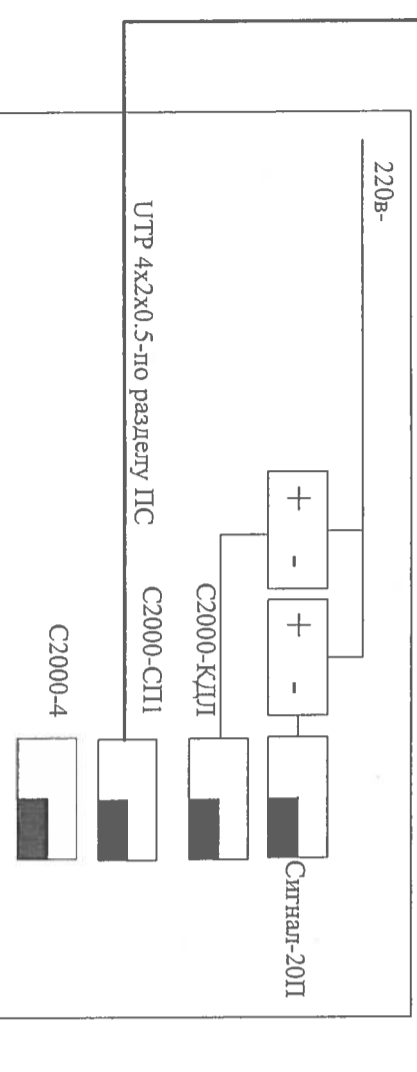 220в-
+ -
+ -
Сигнал-20П
С2000-КДЛ
UTP 4x2x0.5-по разделу ПС
С2000-СП1
С2000-4